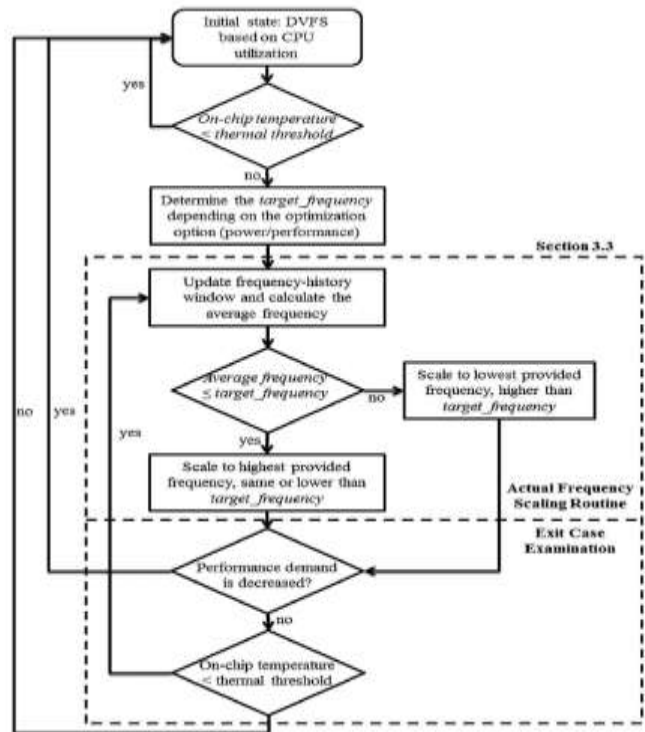 Initial state: DVFS
based on CPU
utilization
yes
On-chip temperature
≤ thermal threshold
no
Determine the target_frequency
depending on the optimization
option (power/performance)
Section 3.3
Update frequency-history
window and calculate the
average frequency
Average frequency
≤ target_frequency
no
Scale to lowest provided
frequency, higher than
target_frequency
no
yes
yes
yes
Scale to highest provided
frequency, same or lower than
target_frequency
Actual Frequency
Scaling Routine
Exit Case
Examination
Performance demand
is decreased?
no
On-chip temperature
< thermal threshold